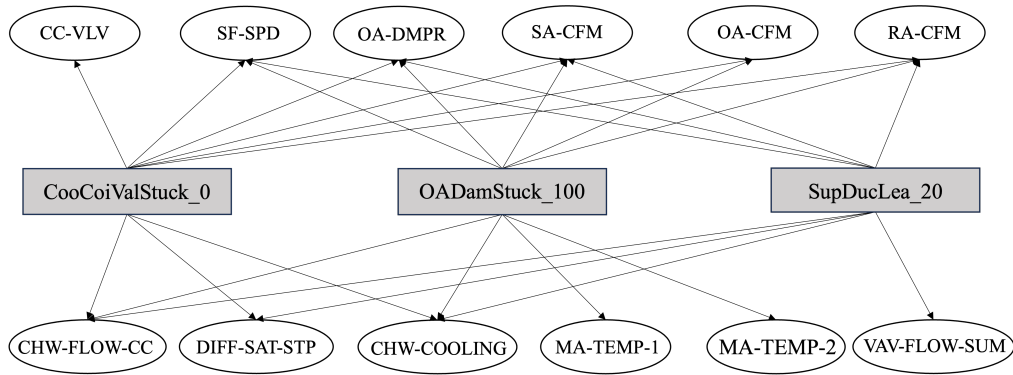 CC-VLV
SF-SPD
OA-DMPR
SA-CFM
OA-CFM
RA-CFM
CooCoiValStuck_0
OADamStuck_100
SupDucLea_20
CHW-FLOW-CC
DIFF-SAT-STP
CHW-COOLING
MA-TEMP-1
MA-TEMP-2
VAV-FLOW-SUM